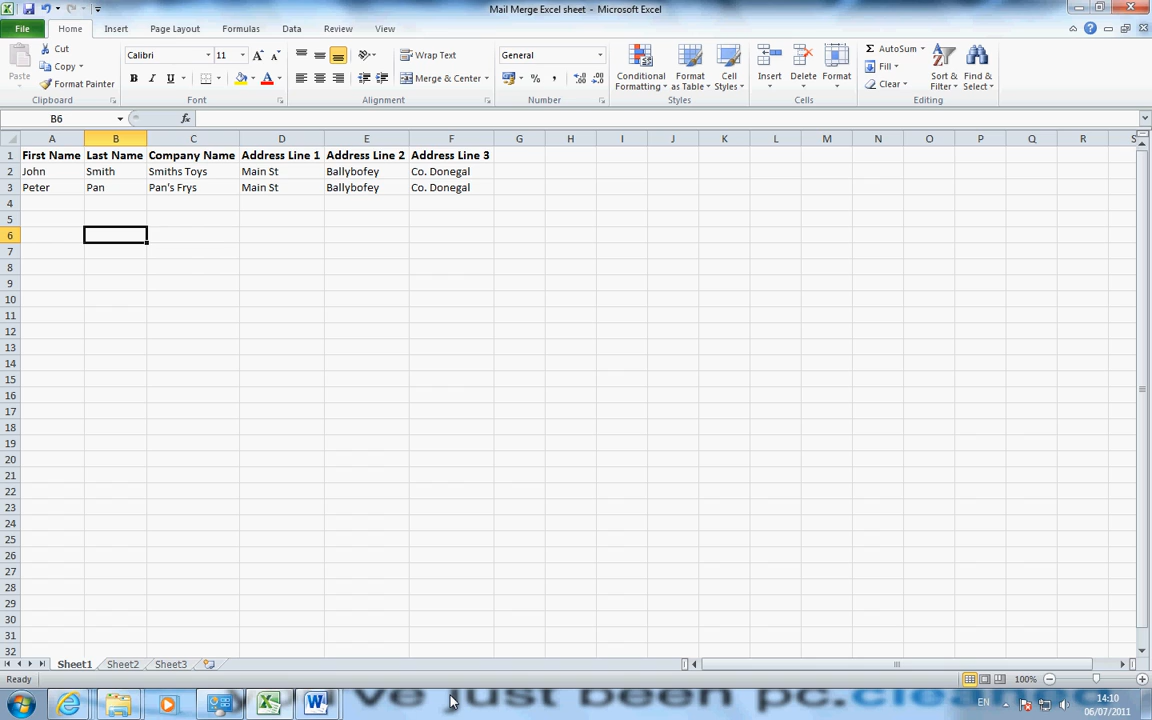 Mail Merge Excel sheet - Microsoft Excel
File Home Insert Page Layout Formulas Data Review View
Paste Cut Copy Format Painter Clipboard
Calibri 11 B I U A Font
Wrap Text Merge & Center Alignment
General % Number
Conditional Formatting Format as Table Cell Styles Styles
Insert Delete Format Cells
AutoSum Fill Clear Sort & Filter Find & Select Editing
B6 fx
A B C D E F G H I J K L M N O P Q R S
1 First Name Last Name Company Name Address Line 1 Address Line 2 Address Line 3
2 John Smith Smiths Toys Main St Ballybofey Co. Donegal
3 Peter Pan Pan's Frys Main St Ballybofey Co. Donegal
4
5
6
7
8
9
10
11
12
13
14
15
16
17
18
19
20
21
22
23
24
25
26
27
28
29
30
31
32
Sheet1 Sheet2 Sheet3
Ready 100%
've just been pc.cleaned
EN 14:10
06/07/2011